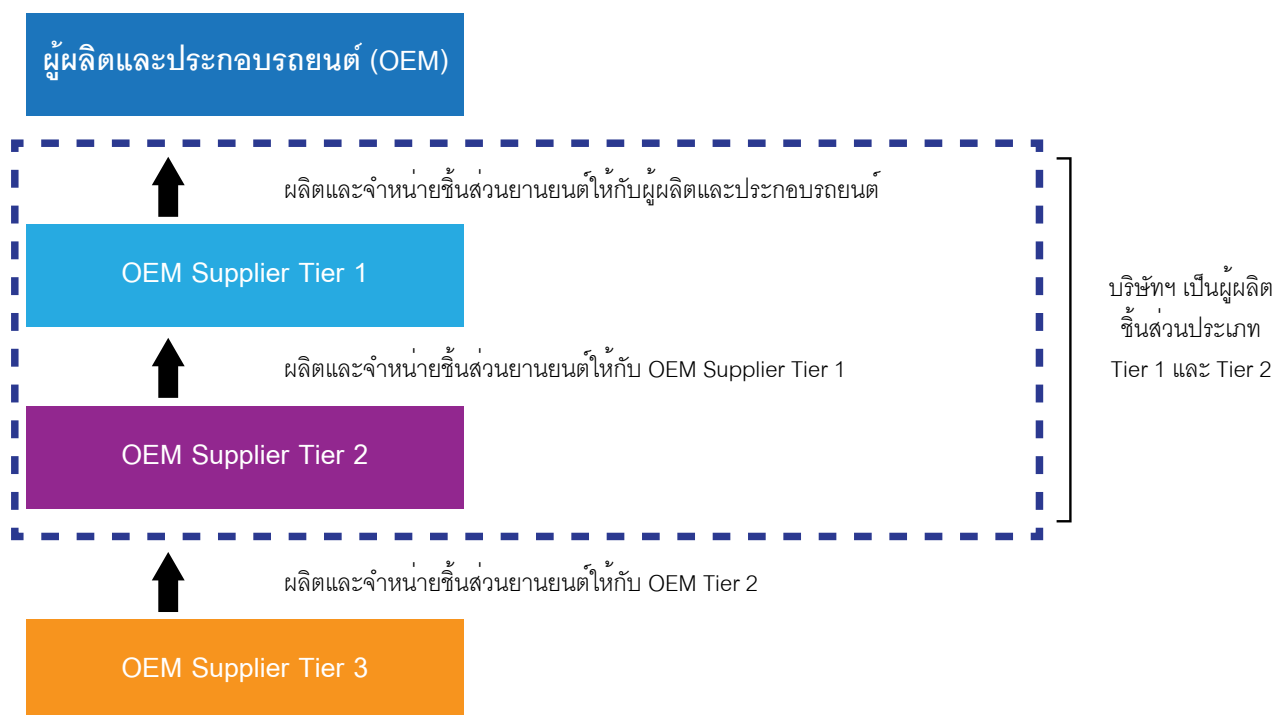 ผู้ผลิตและประกอบรถยนต์ (OEM)
ผลิตและจำหน่ายชิ้นส่วนยานยนต์ให้กับผู้ผลิตและประกอบรถยนต์
OEM Supplier Tier 1
บริษัทฯ เป็นผู้ผลิต
ชิ้นส่วนประเภท
Tier 1 และ Tier 2
ผลิตและจำหน่ายชิ้นส่วนยานยนต์ให้กับ OEM Supplier Tier 1
OEM Supplier Tier 2
ผลิตและจำหน่ายชิ้นส่วนยานยนต์ให้กับ OEM Tier 2
OEM Supplier Tier 3